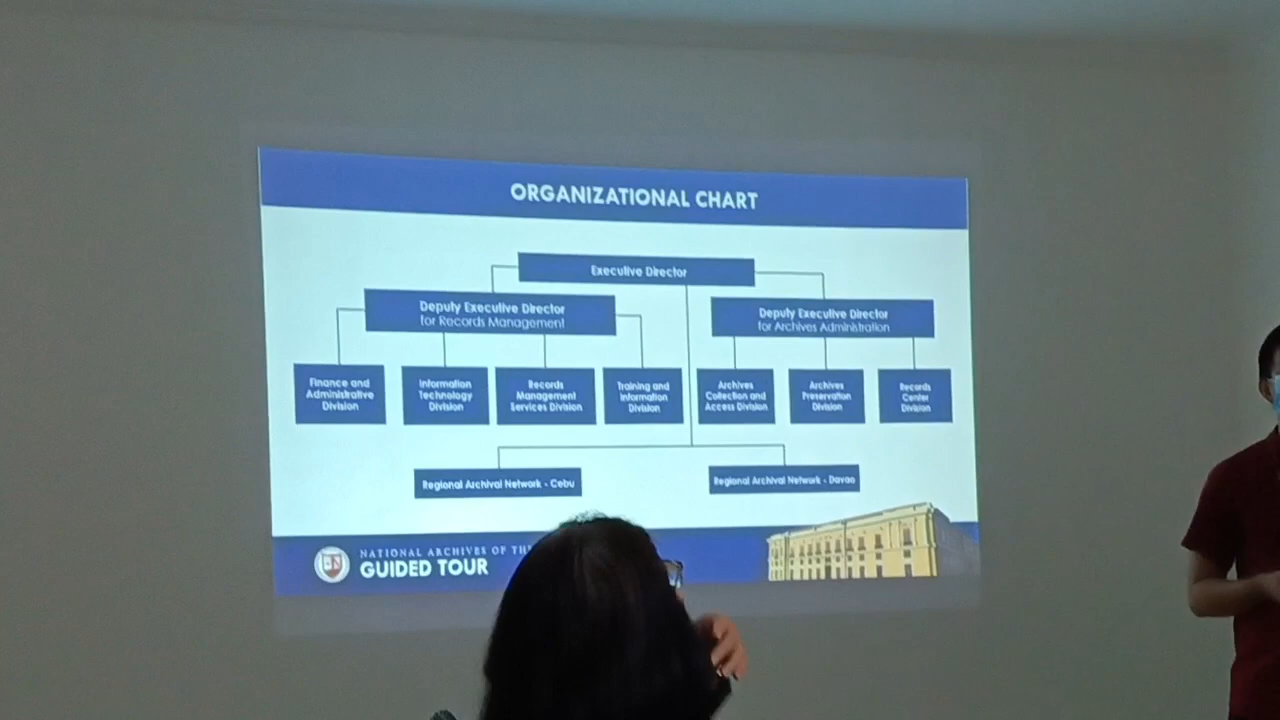 ORGANIZATIONAL CHART
Executive Director
Deputy Executive Director
for Records Management
Deputy Executive Director
for Archives Administration
Finance and
Administrative
Division
Information
Technology
Division
Records
Management
Services Division
Training and
Information
Division
Archives
Collection and
Access Division
Archives
Preservation
Division
Records
Center
Division
Regional Archival Network - Cebu
Regional Archival Network - Davao
NATIONAL ARCHIVES OF
GUIDED TOUR